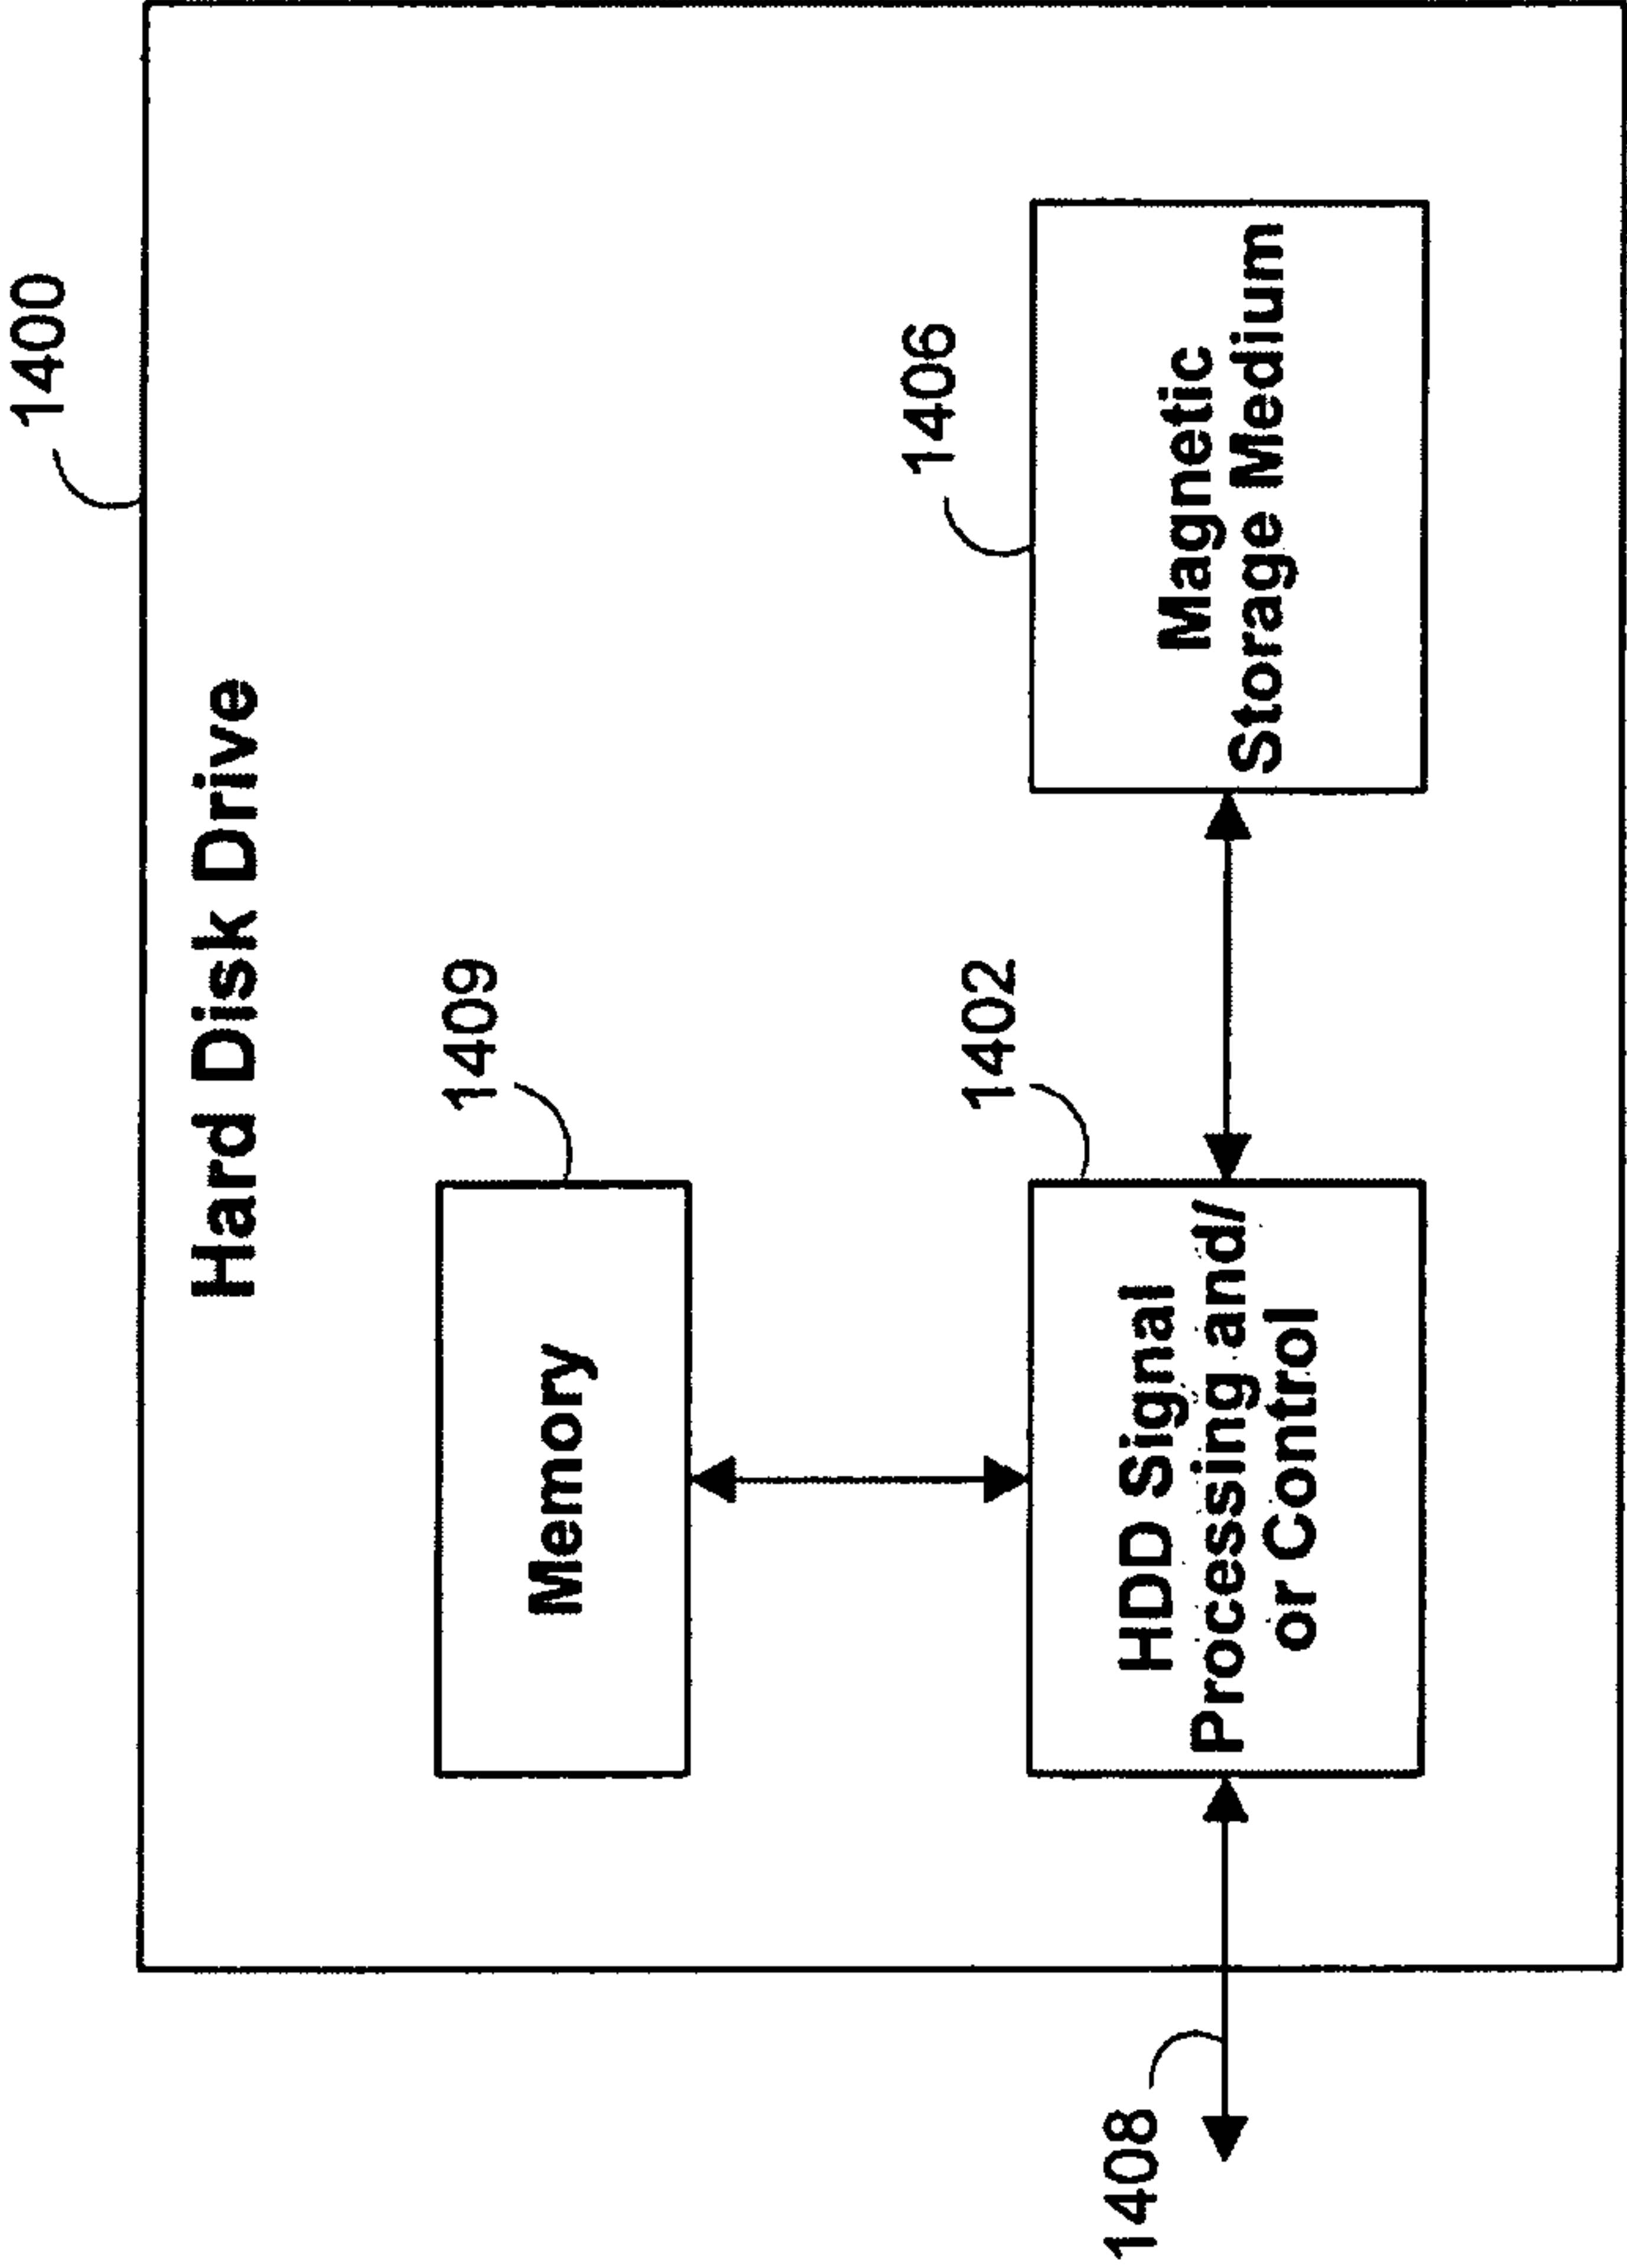 1400
Hard Disk Drive
1409
Memory
1402
HDD Signal
Processing and/
or Control
1406
Magnetic
Storage Medium
1408